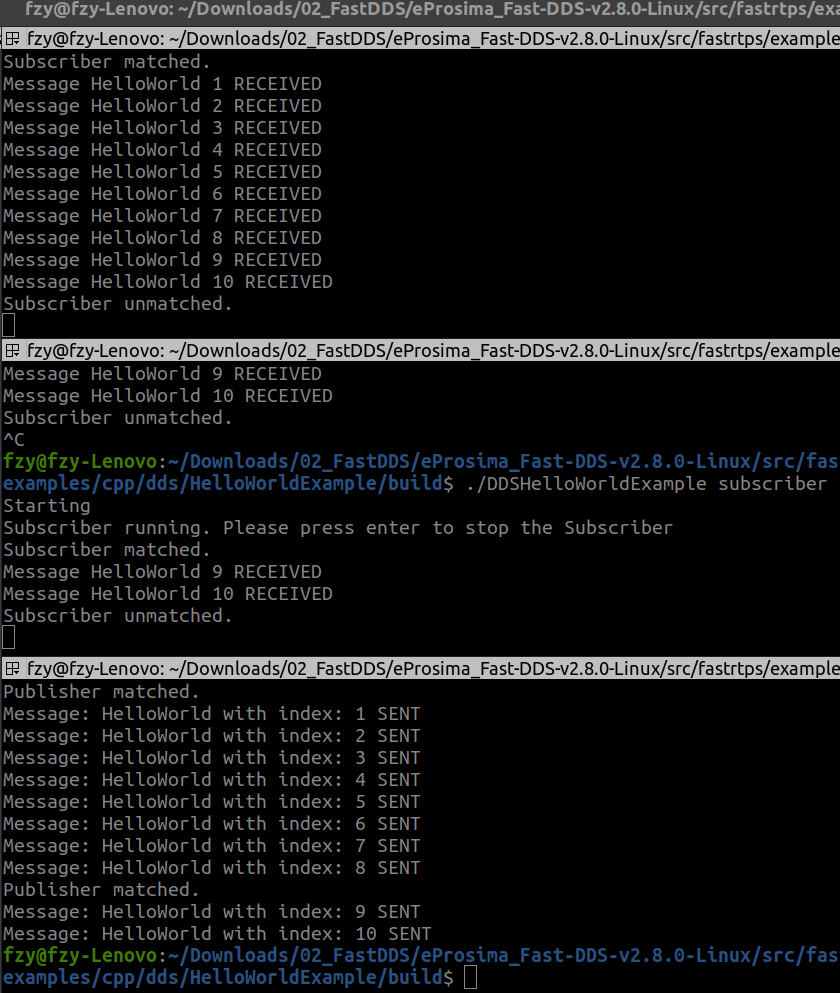 fzy@fzy-Lenovo: ~/Downloads/02_FastDDS/eProsima_Fast-DDS-v2.8.0-Linux/src/fastrtps/exa
fzy@fzy-Lenovo: ~/Downloads/02_FastDDS/eProsima_Fast-DDS-v2.8.0-Linux/src/fastrtps/example
Subscriber matched.
Message HelloWorld 1 RECEIVED
Message HelloWorld 2 RECEIVED
Message HelloWorld 3 RECEIVED
Message HelloWorld 4 RECEIVED
Message HelloWorld 5 RECEIVED
Message HelloWorld 6 RECEIVED
Message HelloWorld 7 RECEIVED
Message HelloWorld 8 RECEIVED
Message HelloWorld 9 RECEIVED
Message HelloWorld 10 RECEIVED
Subscriber unmatched.
fzy@fzy-Lenovo: ~/Downloads/02_FastDDS/eProsima_Fast-DDS-v2.8.0-Linux/src/fastrtps/example
Message HelloWorld 9 RECEIVED
Message HelloWorld 10 RECEIVED
Subscriber unmatched.
^C
fzy@fzy-Lenovo:~/Downloads/02_FastDDS/eProsima_Fast-DDS-v2.8.0-Linux/src/fas
examples/cpp/dds/HelloWorldExample/build$ ./DDSHelloWorldExample subscriber
Starting
Subscriber running. Please press enter to stop the Subscriber
Subscriber matched.
Message HelloWorld 9 RECEIVED
Message HelloWorld 10 RECEIVED
Subscriber unmatched.
fzy@fzy-Lenovo: ~/Downloads/02_FastDDS/eProsima_Fast-DDS-v2.8.0-Linux/src/fastrtps/example
Publisher matched.
Message: HelloWorld with index: 1 SENT
Message: HelloWorld with index: 2 SENT
Message: HelloWorld with index: 3 SENT
Message: HelloWorld with index: 4 SENT
Message: HelloWorld with index: 5 SENT
Message: HelloWorld with index: 6 SENT
Message: HelloWorld with index: 7 SENT
Message: HelloWorld with index: 8 SENT
Publisher matched.
Message: HelloWorld with index: 9 SENT
Message: HelloWorld with index: 10 SENT
fzy@fzy-Lenovo:~/Downloads/02_FastDDS/eProsima_Fast-DDS-v2.8.0-Linux/src/fas
examples/cpp/dds/HelloWorldExample/build$